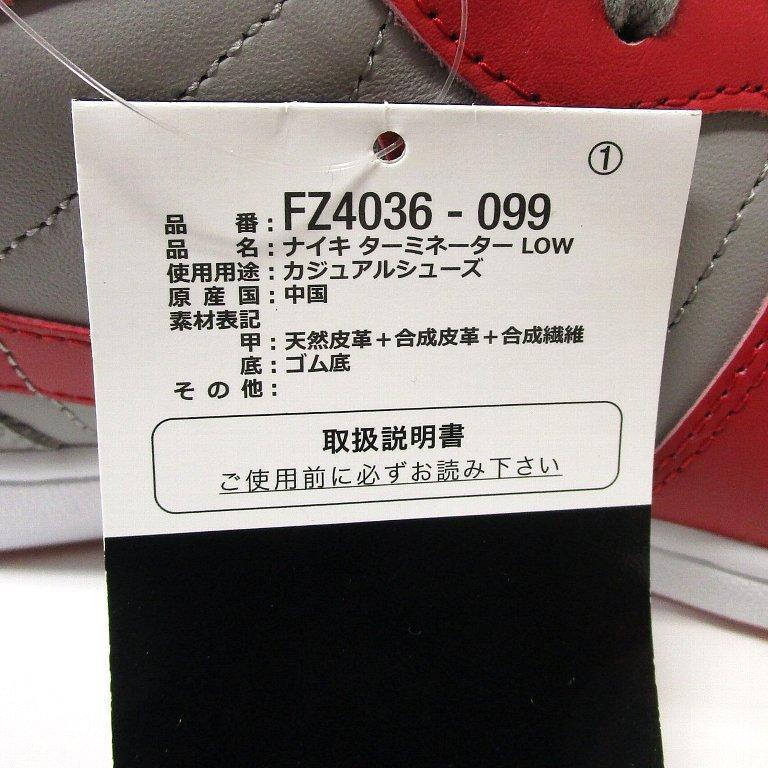 ①
品 番：FZ4036 - 099
品 名：ナイキ ターミネーター LOW
使用用途：カジュアルシューズ
原 産 国：中国
素材表記
甲：天然皮革＋合成皮革＋合成繊維
底：ゴム底
そ の 他：
取扱説明書
ご使用前に必ずお読み下さい